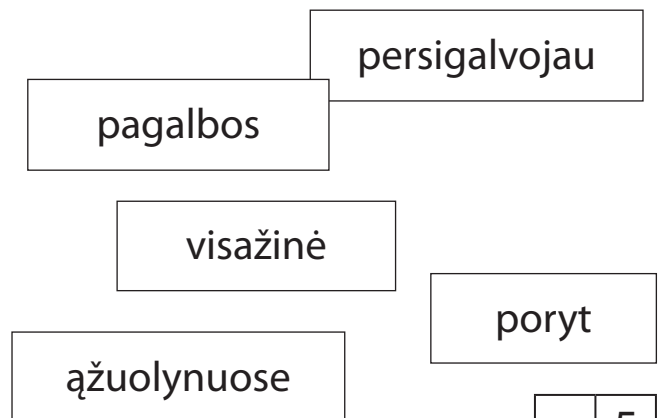 persigalvojau
pagalbos
visažinė
poryt
ąžuolynuose
5